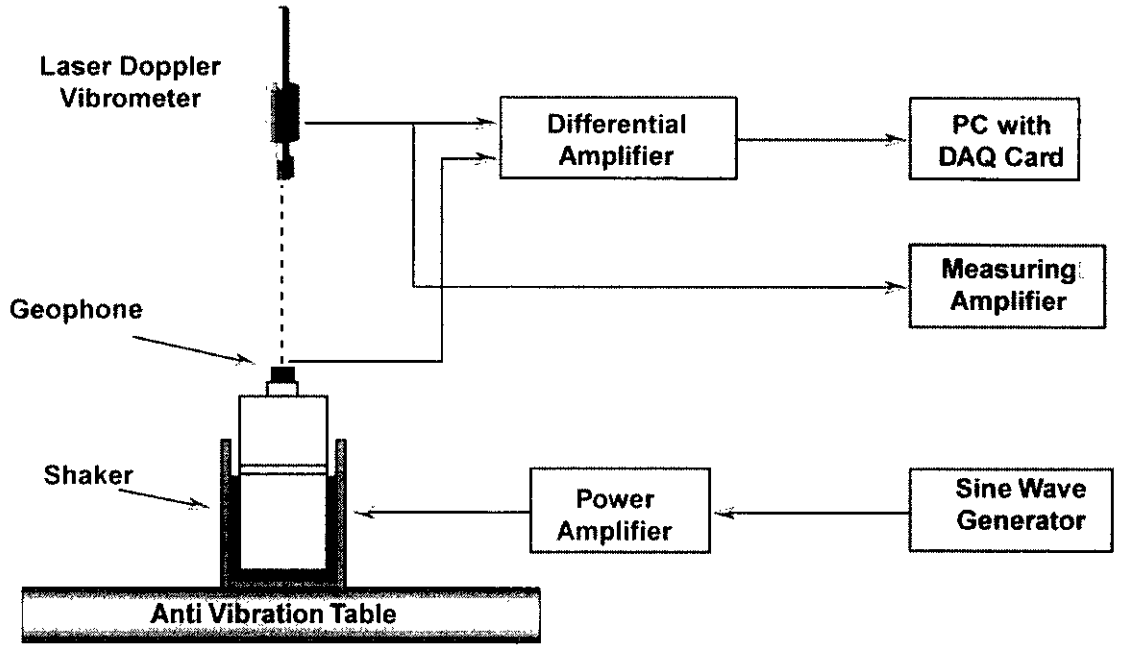 Laser Doppler
Vibrometer
Differential
Amplifier
PC with
DAQ Card
Measuring
Amplifier
Geophone
Shaker
Power
Amplifier
Sine Wave
Generator
Anti Vibration Table